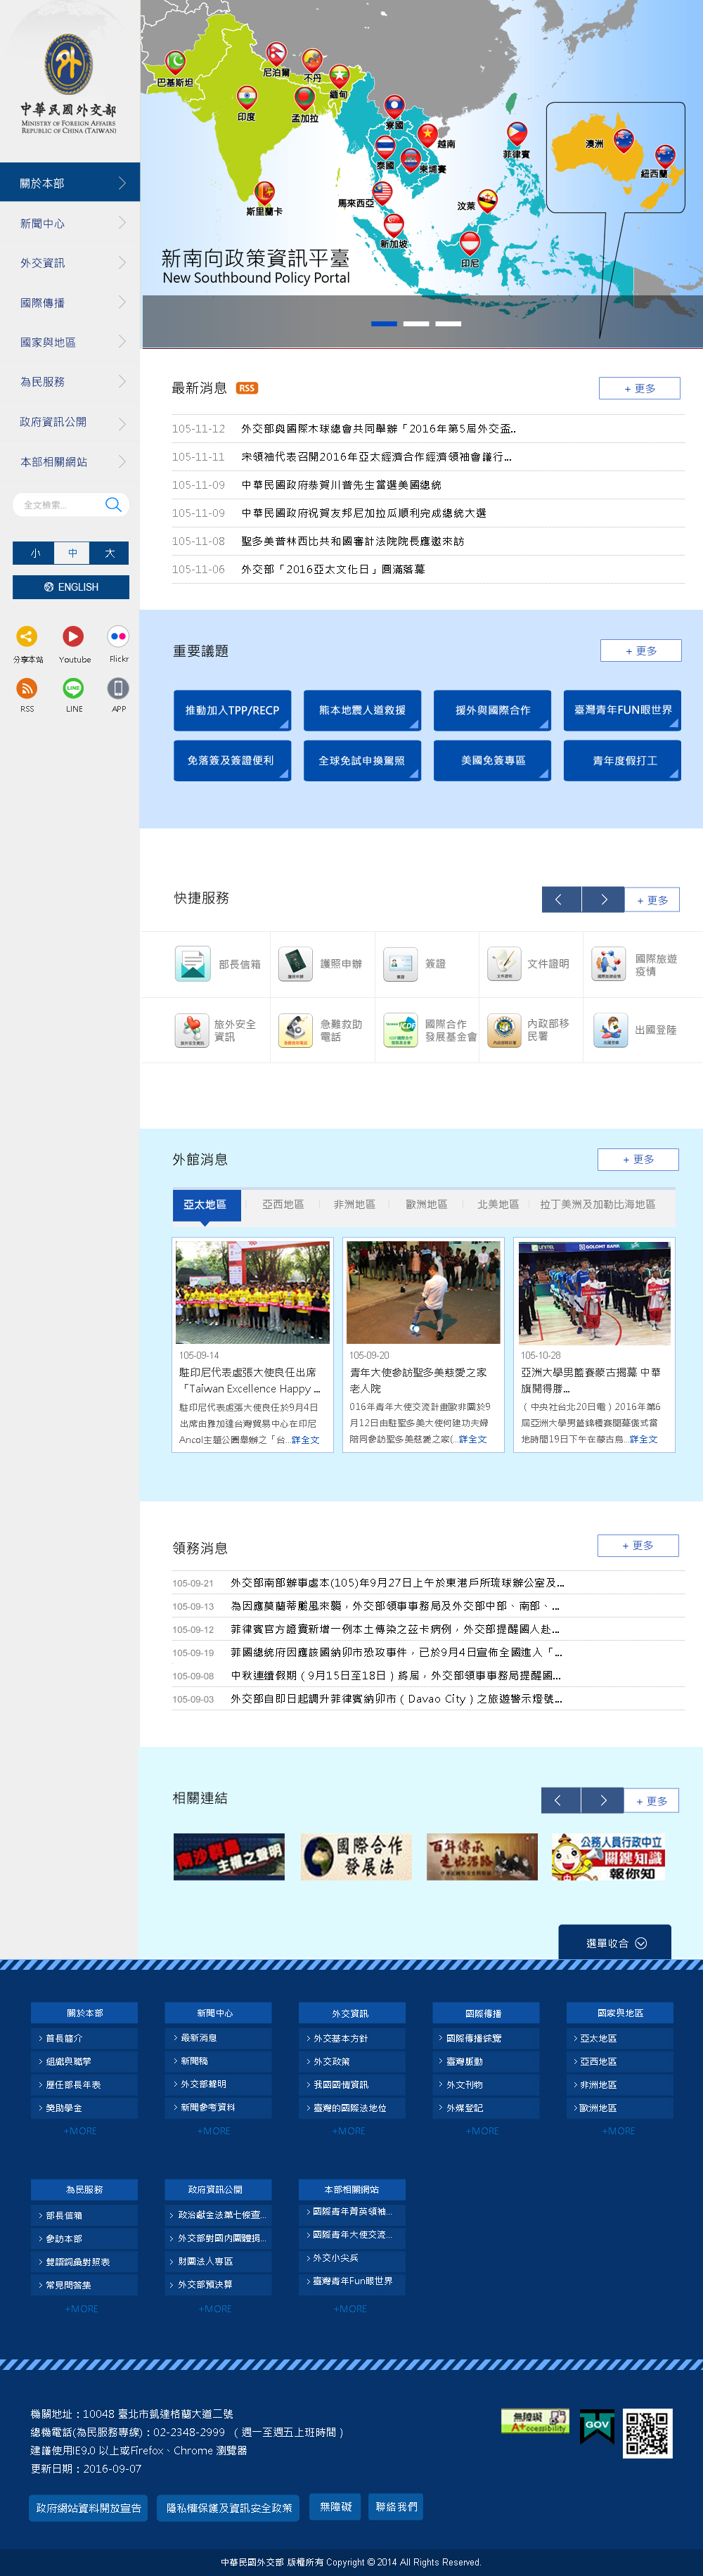 中華民國外交部
MINISTRY OF FOREIGN AFFAIRS
REPUBLIC OF CHINA (TAIWAN)
關於本部
新聞中心
外交資訊
國際傳播
國家與地區
為民服務
政府資訊公開
本部相關網站
全文檢索...
小 中 大
ENGLISH
分享本站 Youtube Flickr
RSS LINE APP
巴基斯坦
尼泊爾
不丹
緬甸
印度
孟加拉
寮國
越南
泰國
柬埔寨
菲律賓
澳洲
紐西蘭
斯里蘭卡
馬來西亞
汶萊
新加坡
印尼
新南向政策資訊平臺
New Southbound Policy Portal
最新消息 RSS
+ 更多
105-11-12 外交部與國際木球總會共同舉辦「2016年第5屆外交盃..
105-11-11 宋領袖代表召開2016年亞太經濟合作經濟領袖會議行...
105-11-09 中華民國政府恭賀川普先生當選美國總統
105-11-09 中華民國政府祝賀友邦尼加拉瓜順利完成總統大選
105-11-08 聖多美普林西比共和國審計法院院長應邀來訪
105-11-06 外交部「2016亞太文化日」圓滿落幕
重要議題
+ 更多
推動加入TPP/RECP
熊本地震人道救援
援外與國際合作
臺灣青年FUN眼世界
免落簽及簽證便利
全球免試申換駕照
美國免簽專區
青年度假打工
快捷服務
+ 更多
部長信箱
護照申辦
簽證
文件證明
國際旅遊
疫情
旅外安全
資訊
急難救助
電話
國際合作
發展基金會
內政部移
民署
出國登陸
外館消息
+ 更多
亞太地區 亞西地區 非洲地區 歐洲地區 北美地區 拉丁美洲及加勒比海地區
105-09-14
駐印尼代表處張大使良任出席
「Taiwan Excellence Happy ...
駐印尼代表處張大使良任於9月4日
出席由雅加達台灣貿易中心在印尼
Ancol主題公園舉辦之「台...詳全文
105-09-20
青年大使參訪聖多美慈愛之家
老人院
016年青年大使交流計畫歐非團於9
月12日由駐聖多美大使何建功夫婦
陪同參訪聖多美慈愛之家(...詳全文
UNITEL GOLOMT BANK
105-10-28
亞洲大學男籃賽蒙古揭幕 中華
旗開得勝...
（中央社台北20日電）2016年第6
屆亞洲大學男籃錦標賽開幕儀式當
地時間19日下午在蒙古烏...詳全文
領務消息
+ 更多
105-09-21 外交部南部辦事處本(105)年9月27日上午於東港戶所琉球辦公室及...
105-09-13 為因應莫蘭蒂颱風來襲，外交部領事事務局及外交部中部、南部、...
105-09-12 菲律賓官方證實新增一例本土傳染之茲卡病例，外交部提醒國人赴...
105-09-19 菲國總統府因應該國納卯市恐攻事件，已於9月4日宣佈全國進入「...
105-09-08 中秋連續假期（9月15日至18日）將屆，外交部領事事務局提醒國...
105-09-03 外交部自即日起調升菲律賓納卯市（Davao City）之旅遊警示燈號...
相關連結
+ 更多
南沙群島
主權之聲明
國際合作
發展法
百年傳承
公務人員行政中立
關鍵知識
報你知
選單收合
關於本部
首長簡介
組織與職掌
歷任部長年表
獎助學金
+MORE
新聞中心
最新消息
新聞稿
外交部聲明
新聞參考資料
+MORE
外交資訊
外交基本方針
外交政策
我國國情資訊
臺灣的國際法地位
+MORE
國際傳播
國際傳播綜覽
臺灣脈動
外文刊物
外媒登記
+MORE
國家與地區
亞太地區
亞西地區
非洲地區
歐洲地區
+MORE
為民服務
部長信箱
參訪本部
雙語詞彙對照表
常見問答集
+MORE
政府資訊公開
政治獻金法第七條查...
外交部對國內團體捐...
財團法人專區
外交部預決算
+MORE
本部相關網站
國際青年菁英領袖...
國際青年大使交流...
外交小尖兵
臺灣青年Fun眼世界
+MORE
機關地址：10048 臺北市凱達格蘭大道二號
總機電話(為民服務專線)：02-2348-2999 （週一至週五上班時間）
建議使用IE9.0 以上或Firefox、Chrome 瀏覽器
更新日期：2016-09-07
無障礙
A+ccessibility
GOV
政府網站資料開放宣告 隱私權保護及資訊安全政策 無障礙 聯絡我們
中華民國外交部 版權所有 Copyright © 2014 All Rights Reserved.